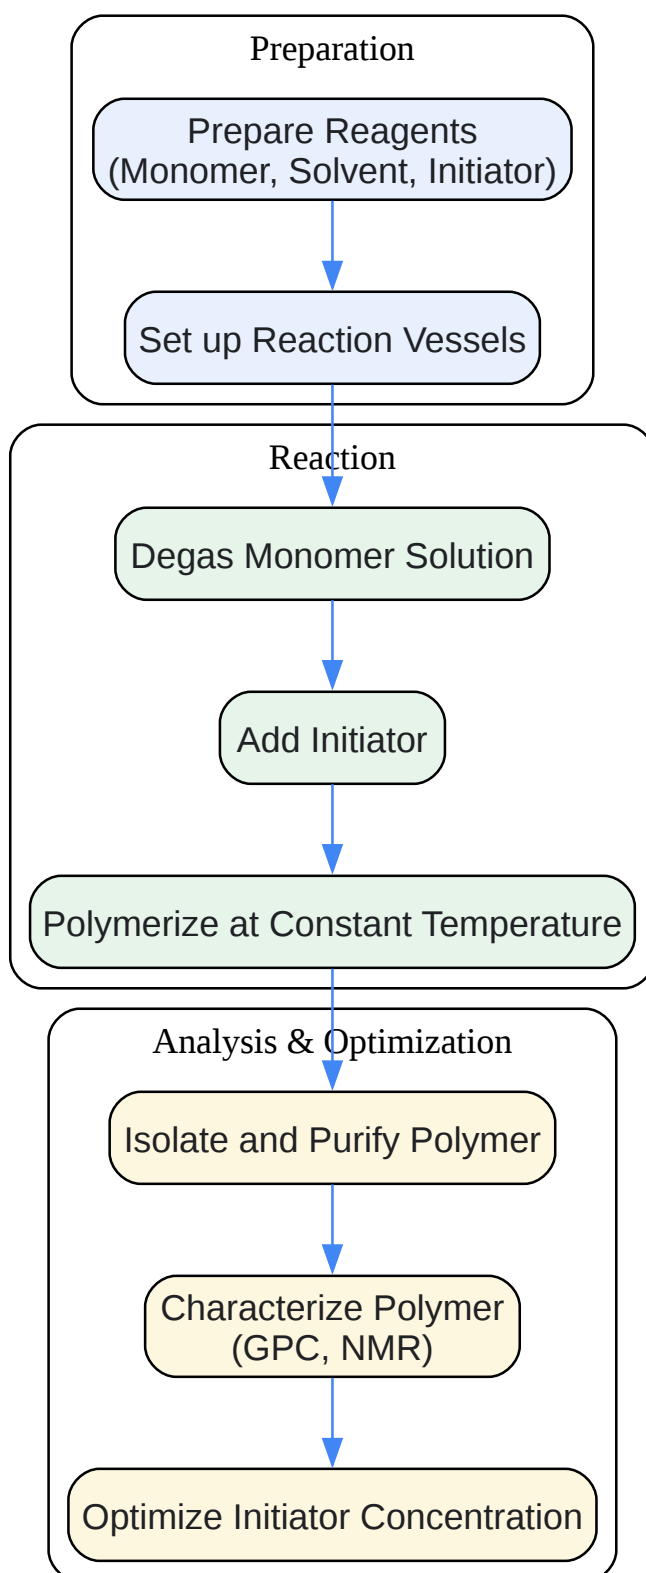 Preparation
Prepare Reagents
(Monomer, Solvent, Initiator)
Set up Reaction Vessels
Reaction
Degas Monomer Solution
Add Initiator
Polymerize at Constant Temperature
Analysis & Optimization
Isolate and Purify Polymer
Characterize Polymer
(GPC, NMR)
Optimize Initiator Concentration